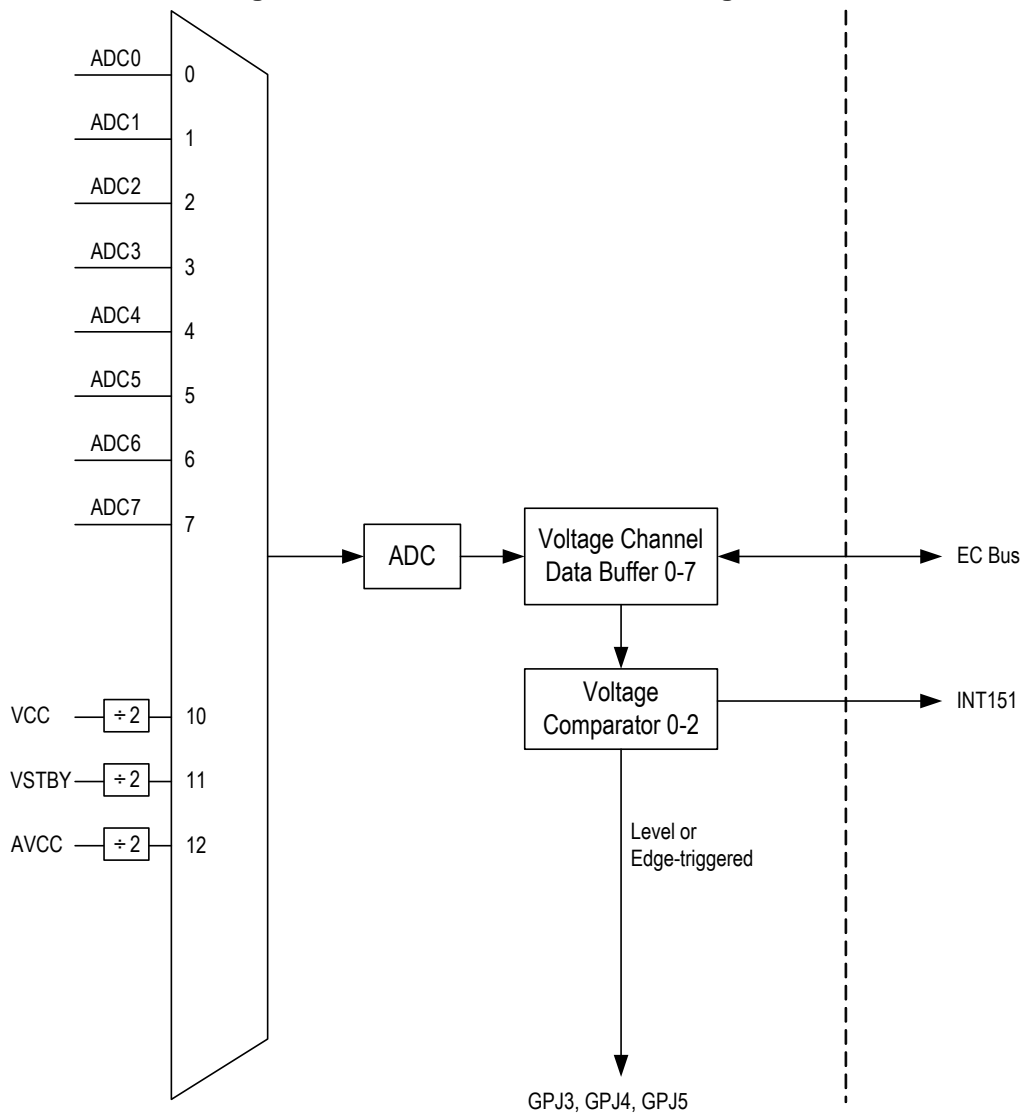 ADC0
0
ADC1
1
ADC2
2
ADC3
3
ADC4
4
ADC5
5
ADC6
6
ADC7
7
ADC
Voltage Channel
Data Buffer 0-7
EC Bus
VCC
÷2
10
Voltage
Comparator 0-2
INT151
VSTBY
÷2
11
AVCC
÷2
12
Level or
Edge-triggered
GPJ3, GPJ4, GPJ5